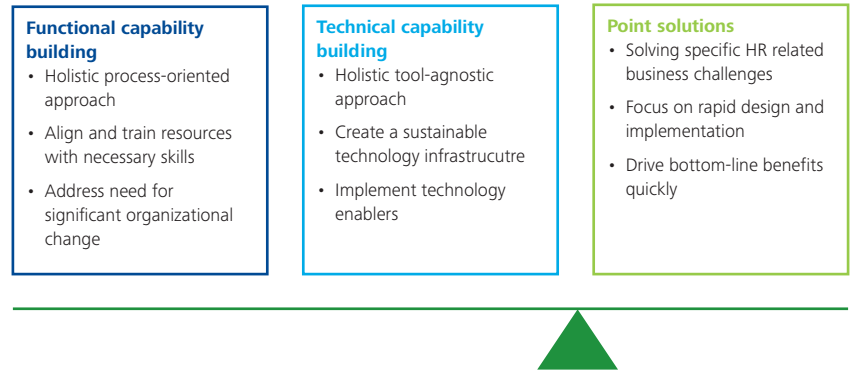 Functional capability
building
• Holistic process-oriented
approach
• Align and train resources
with necessary skills
• Address need for
significant organizational
change
Technical capability
building
• Holistic tool-agnostic
approach
• Create a sustainable
technology infrastrucutre
• Implement technology
enablers
Point solutions
• Solving specific HR related
business challenges
• Focus on rapid design and
implementation
• Drive bottom-line benefits
quickly